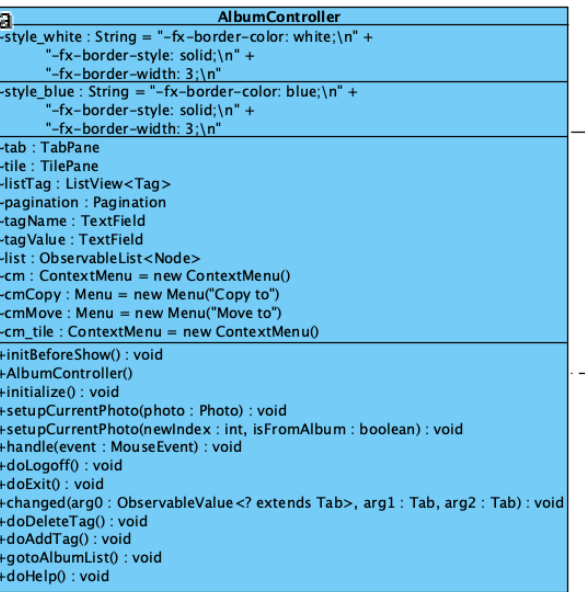 a
AlbumController
~style_white : String = "-fx-border-color: white;\n" +
"-fx-border-style: solid;\n" +
"-fx-border-width: 3;\n"
~style_blue : String = "-fx-border-color: blue;\n" +
"-fx-border-style: solid;\n" +
"-fx-border-width: 3;\n"
~tab : TabPane
~tile : TilePane
~listTag : ListView<Tag>
~pagination : Pagination
~tagName : TextField
~tagValue : TextField
~list : ObservableList<Node>
~cm : ContextMenu = new ContextMenu()
~cmCopy : Menu = new Menu("Copy to")
~cmMove : Menu = new Menu("Move to")
~cm_tile : ContextMenu = new ContextMenu()
+initBeforeShow() : void
+AlbumController()
+initialize() : void
+setupCurrentPhoto(photo : Photo) : void
+setupCurrentPhoto(newIndex : int, isFromAlbum : boolean) : void
+handle(event : MouseEvent) : void
+doLogoff() : void
+doExit() : void
+changed(arg0 : ObservableValue<? extends Tab>, arg1 : Tab, arg2 : Tab) : void
+doDeleteTag() : void
+doAddTag() : void
+gotoAlbumList() : void
+doHelp() : void